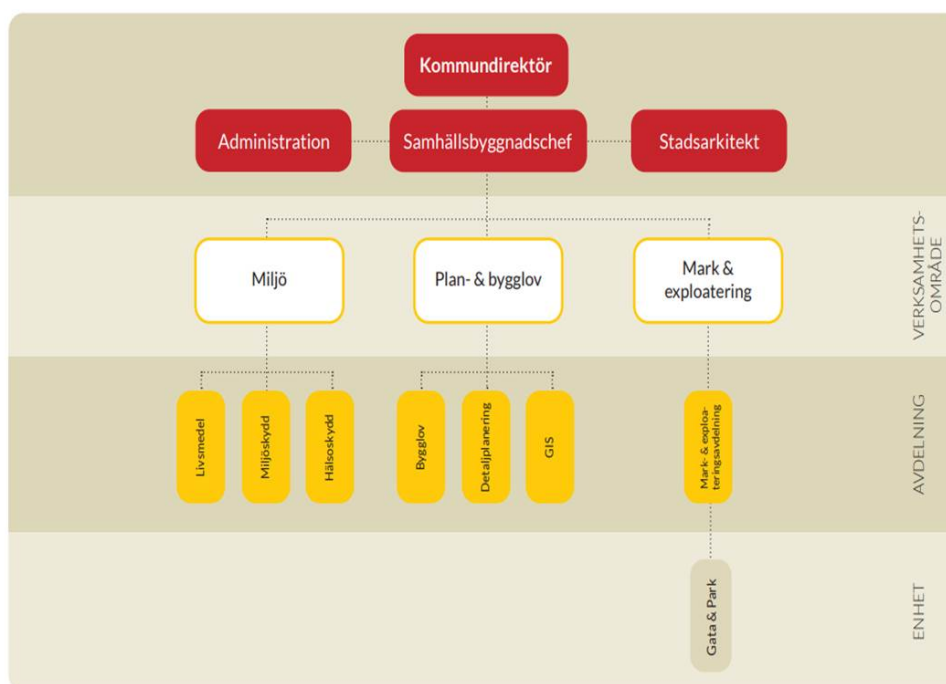 Kommundirektör
Administration
Samhällsbyggnadschef
Stadsarkitekt
Miljö
Plan- & bygglov
Mark &
exploatering
VERKSAMHETS-
OMRÅDE
Livsmedel
Miljöskydd
Hälsoskydd
Bygglov
Detaljplanering
GIS
Mark- & exploa-
teringsavdelning
AVDELNING
Gata & Park
ENHET